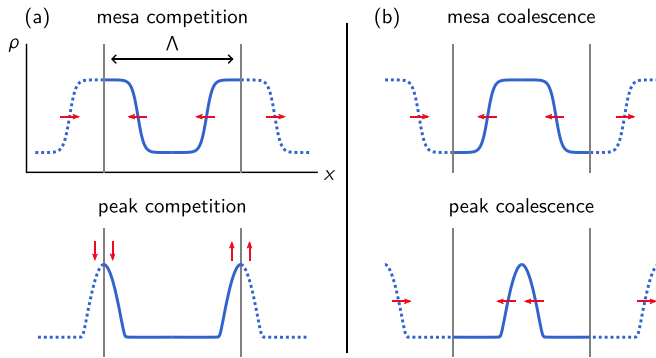 (a) mesa competition
ρ
Λ
x
peak competition
(b) mesa coalescence
peak coalescence